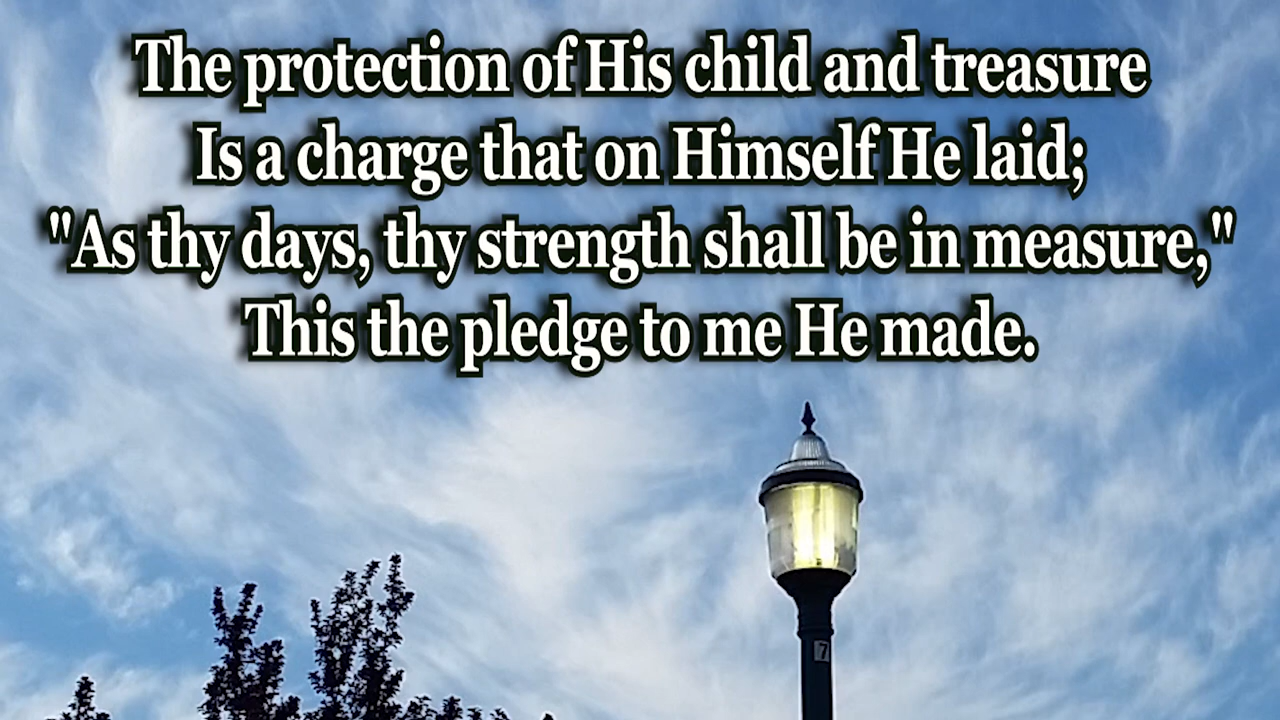 The protection of His child and treasure
Is a charge that on Himself He laid;
"As thy days, thy strength shall be in measure,"
This the pledge to me He made.
7